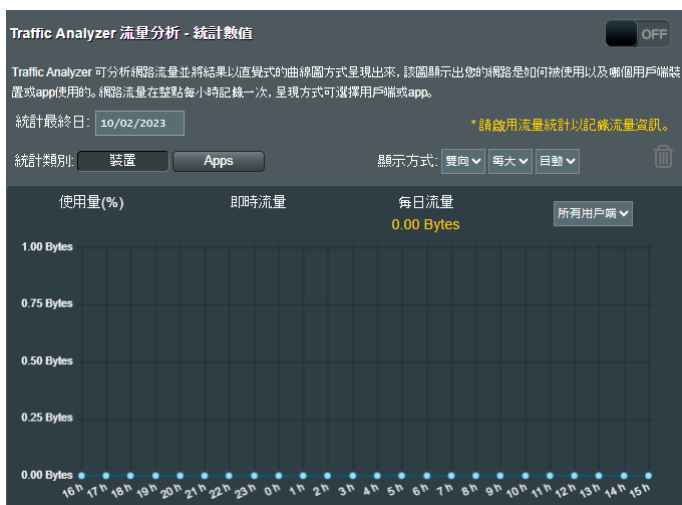 Traffic Analyzer 流量分析 - 統計數值
OFF
Traffic Analyzer 可分析網路流量並將結果以直覺式的曲線圖方式呈現出來, 該圖顯示出您的網路是如何被使用以及哪個用戶端裝
置或app使用的。網路流量在整點每小時記錄一次, 呈現方式可選擇用戶端或app。
統計最終日: 10/02/2023
*請啟用流量統計以記錄流量資訊。
統計類別: 裝置 Apps 顯示方式: 雙向 每天 自動
使用量(%) 即時流量 每日流量 所有用戶端
0.00 Bytes
1.00 Bytes
0.75 Bytes
0.50 Bytes
0.25 Bytes
0.00 Bytes
16 h 17 h 18 h 19 h 20 h 21 h 22 h 23 h 0 h 1 h 2 h 3 h 4 h 5 h 6 h 7 h 8 h 9 h 10 h 11 h 12 h 13 h 14 h 15 h